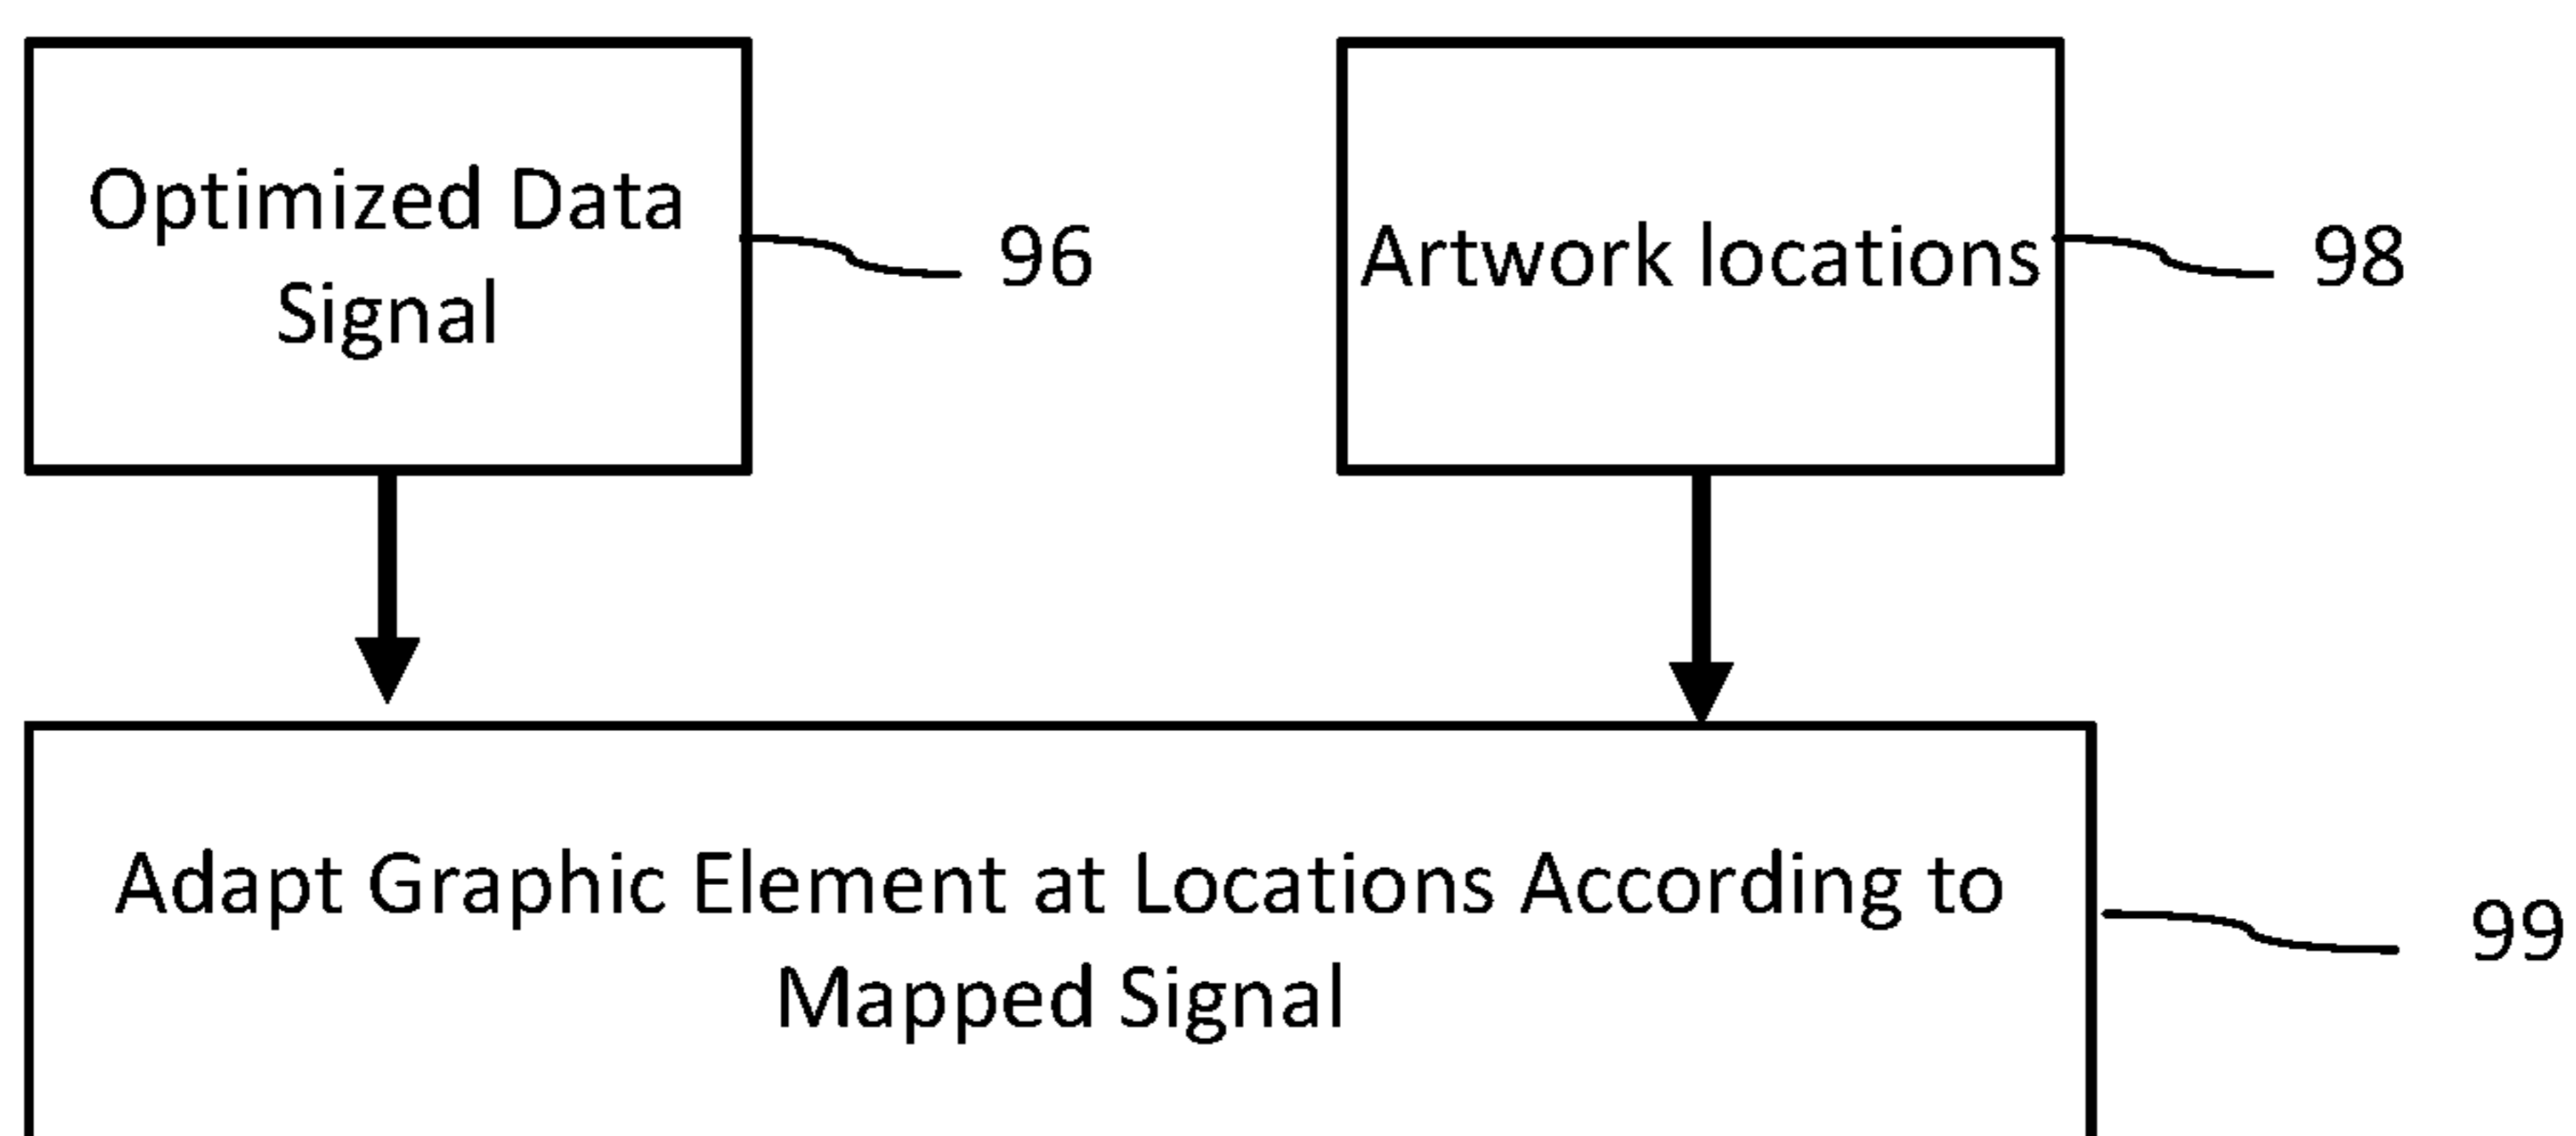 Optimized Data
Signal
96
Artwork locations
98
Adapt Graphic Element at Locations According to
Mapped Signal
99